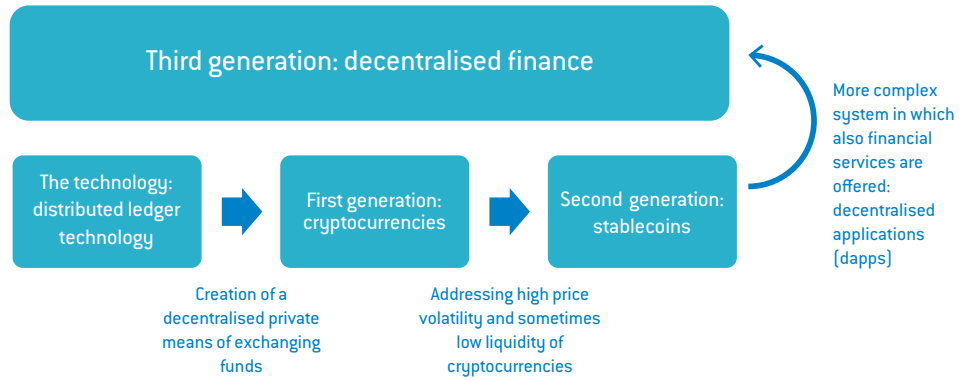 Third generation: decentralised finance
More complex
system in which
also financial
services are
offered:
decentralised
applications
(dapps)
The technology:
distributed ledger
technology
First generation:
cryptocurrencies
Second generation:
stablecoins
Creation of a
decentralised private
means of exchanging
funds
Addressing high price
volatility and sometimes
low liquidity of
cryptocurrencies